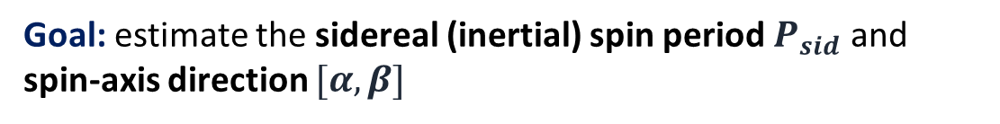 Goal: estimate the sidereal (inertial) spin period P_sid and
spin-axis direction [α, β]